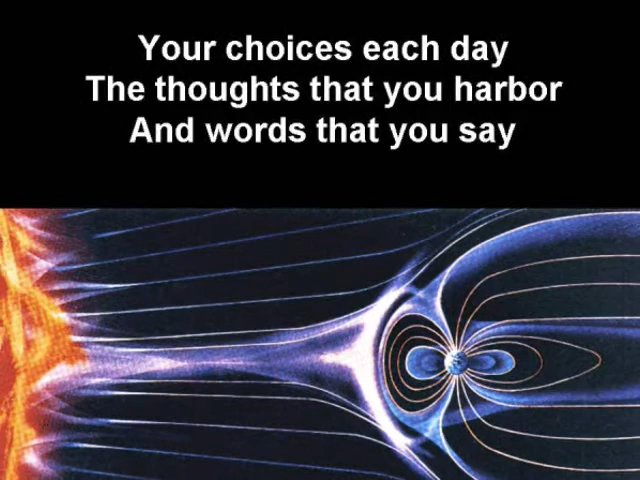 Your choices each day
The thoughts that you harbor
And words that you say